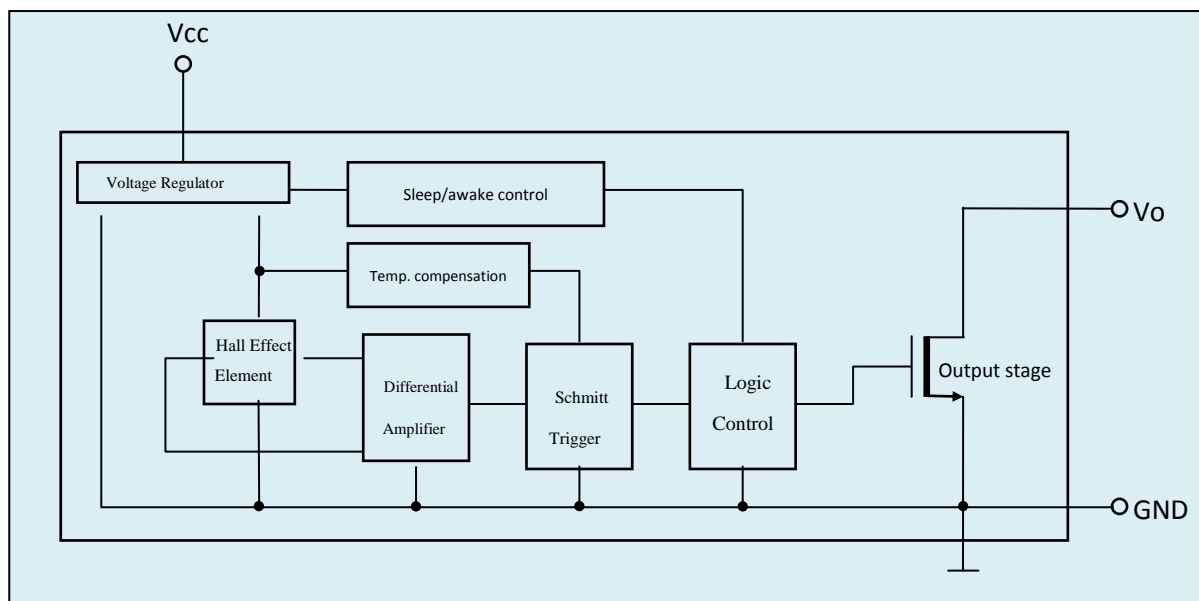 Vcc
Voltage Regulator
Sleep/awake control
Vo
Temp. compensation
Hall Effect
Element
Differential
Amplifier
Schmitt
Trigger
Logic
Control
Output stage
GND